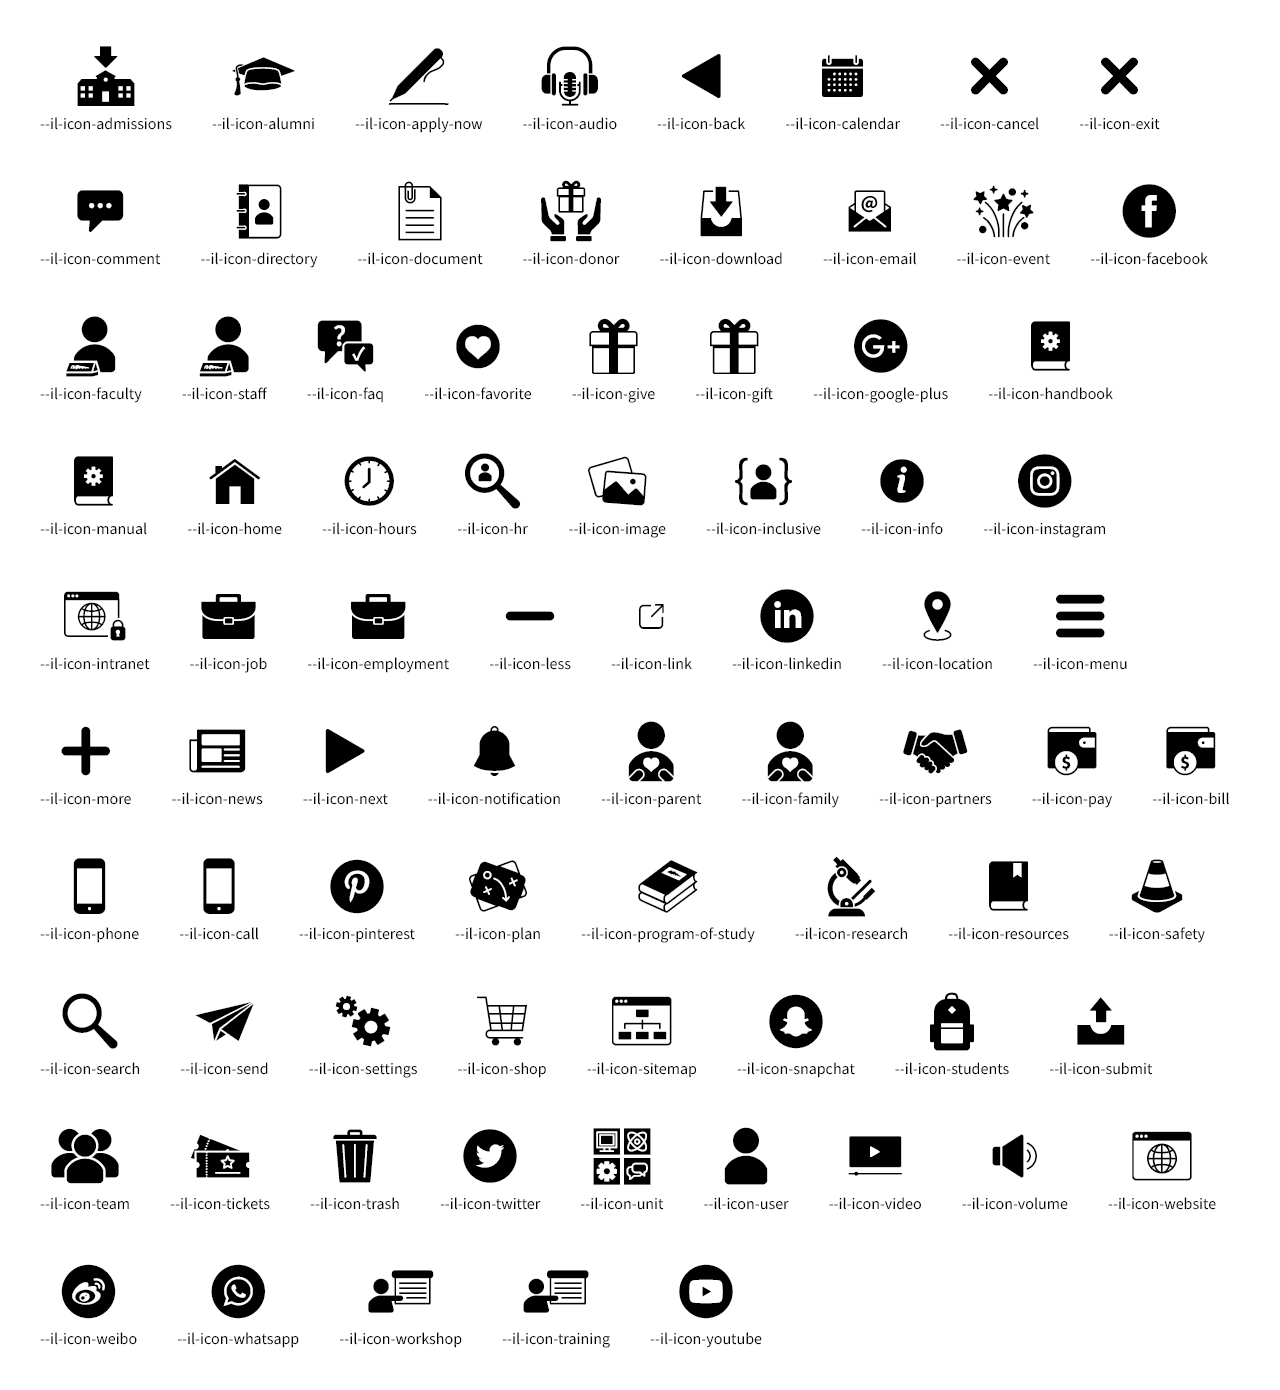 --il-icon-admissions --il-icon-alumni --il-icon-apply-now --il-icon-audio --il-icon-back --il-icon-calendar --il-icon-cancel --il-icon-exit
--il-icon-comment --il-icon-directory --il-icon-document --il-icon-donor --il-icon-download --il-icon-email --il-icon-event --il-icon-facebook
--il-icon-faculty --il-icon-staff --il-icon-faq --il-icon-favorite --il-icon-give --il-icon-gift --il-icon-google-plus --il-icon-handbook
--il-icon-manual --il-icon-home --il-icon-hours --il-icon-hr --il-icon-image --il-icon-inclusive --il-icon-info --il-icon-instagram
--il-icon-intranet --il-icon-job --il-icon-employment --il-icon-less --il-icon-link --il-icon-linkedin --il-icon-location --il-icon-menu
--il-icon-more --il-icon-news --il-icon-next --il-icon-notification --il-icon-parent --il-icon-family --il-icon-partners --il-icon-pay --il-icon-bill
--il-icon-phone --il-icon-call --il-icon-pinterest --il-icon-plan --il-icon-program-of-study --il-icon-research --il-icon-resources --il-icon-safety
--il-icon-search --il-icon-send --il-icon-settings --il-icon-shop --il-icon-sitemap --il-icon-snapchat --il-icon-students --il-icon-submit
--il-icon-team --il-icon-tickets --il-icon-trash --il-icon-twitter --il-icon-unit --il-icon-user --il-icon-video --il-icon-volume --il-icon-website
--il-icon-weibo --il-icon-whatsapp --il-icon-workshop --il-icon-training --il-icon-youtube